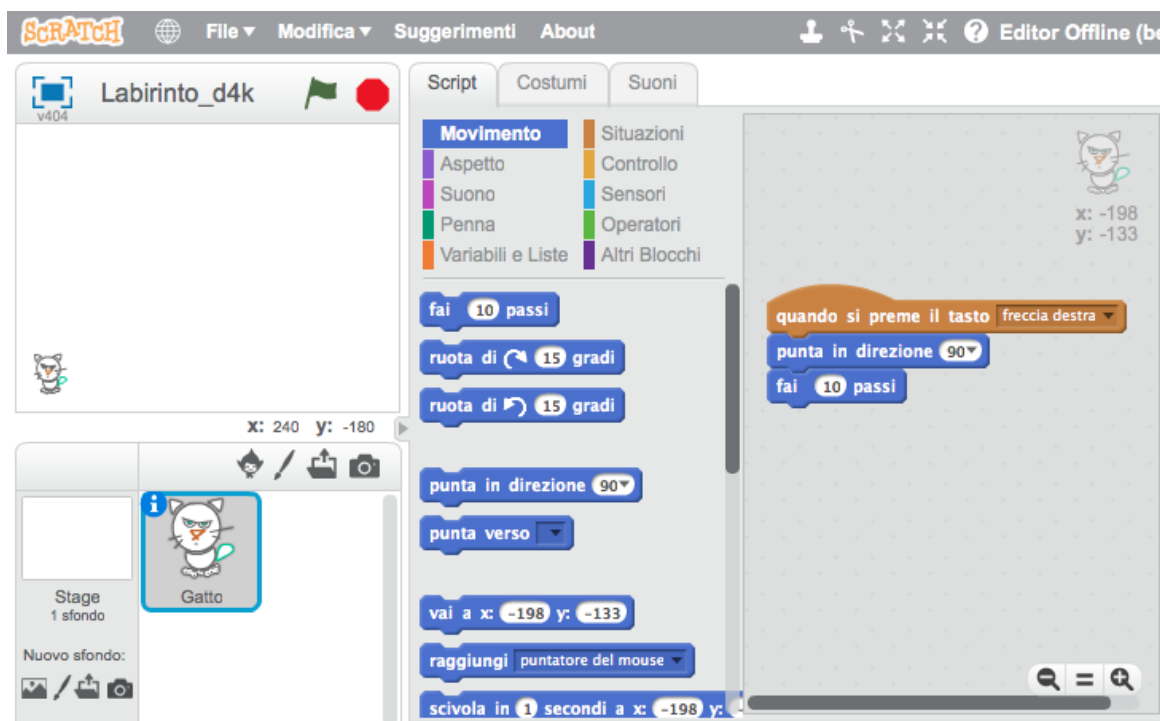 SCRATCH File Modifica Suggerimenti About Editor Offline (be
v404 Labirinto_d4k
x: 240 y: -180
Stage
1 sfondo
Nuovo sfondo:
Gatto
Script Costumi Suoni
Movimento Situazioni
Aspetto Controllo
Suono Sensori
Penna Operatori
Variabili e Liste Altri Blocchi
fai 10 passi
ruota di 15 gradi
ruota di 15 gradi
punta in direzione 90
punta verso
vai a x: -198 y: -133
raggiungi puntatore del mouse
scivola in 1 secondi a x: -198 y:
x: -198
y: -133
quando si preme il tasto freccia destra
punta in direzione 90
fai 10 passi